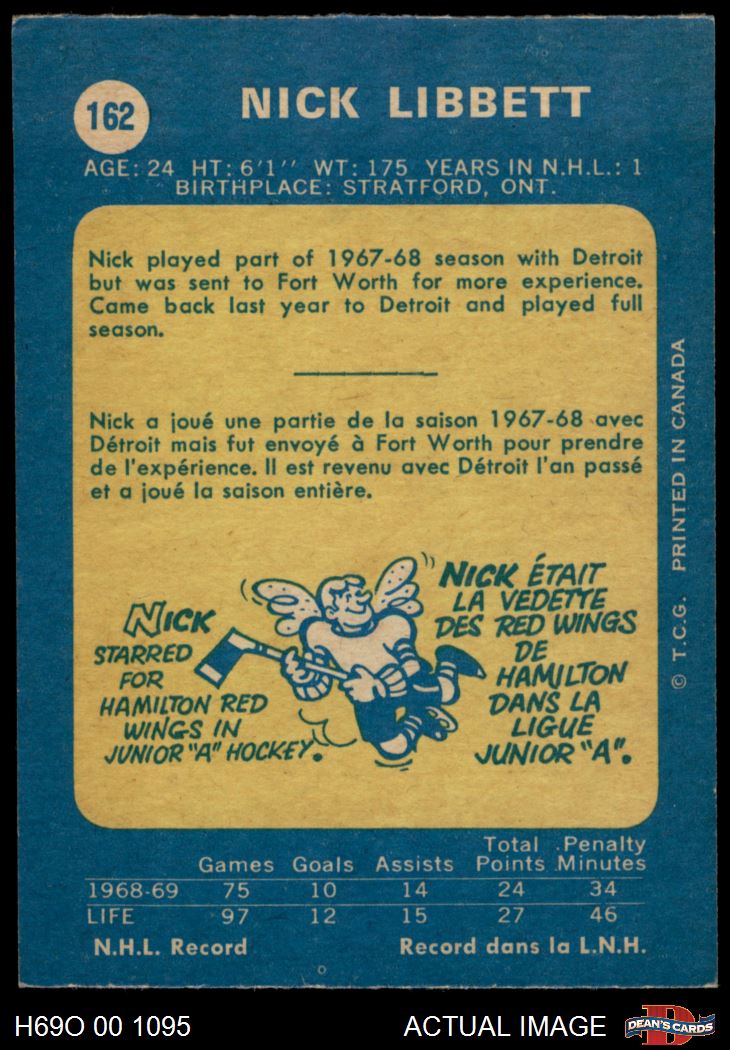 162
NICK LIBBETT
AGE: 24 HT: 6'1'' WT: 175 YEARS IN N.H.L.: 1
BIRTHPLACE: STRATFORD, ONT.
Nick played part of 1967-68 season with Detroit
but was sent to Fort Worth for more experience.
Came back last year to Detroit and played full
season.
Nick a joué une partie de la saison 1967-68 avec
Détroit mais fut envoyé à Fort Worth pour prendre
de l'expérience. Il est revenu avec Détroit l'an passé
et a joué la saison entière.
NICK
STARRED
FOR
HAMILTON RED
WINGS IN
JUNIOR "A" HOCKEY.
NICK ÉTAIT
LA VEDETTE
DES RED WINGS
DE
HAMILTON
DANS LA
LIGUE
JUNIOR "A".
© T.C.G. PRINTED IN CANADA
Total Penalty
Games Goals Assists Points Minutes
1968-69 75 10 14 24 34
LIFE 97 12 15 27 46
N.H.L. Record Record dans la L.N.H.
H69O 00 1095 ACTUAL IMAGE
D
DEAN'S CARDS